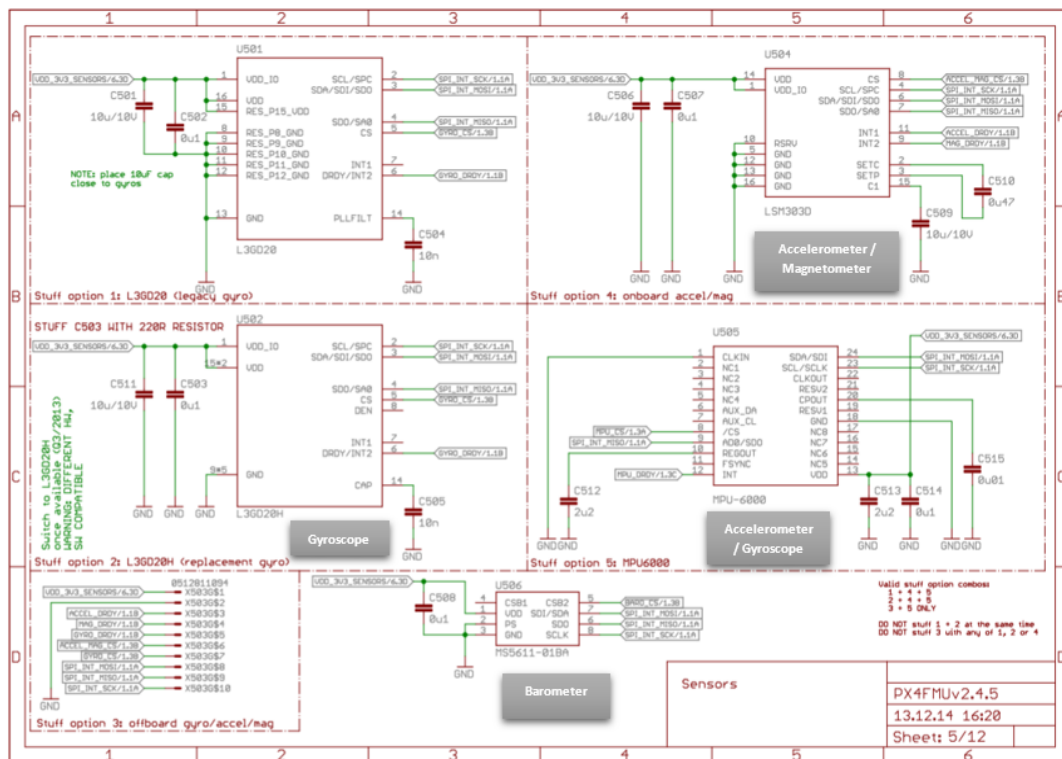 1 2 3 4 5 6
A
B
C
D
U501
VDD_3V3_SENSORS/6.3D
C501
10u/10V
C502
0u1
1 VDD_IO
16 VDD
15 RES_P15_VDD
8 RES_P8_GND
9 RES_P9_GND
10 RES_P10_GND
11 RES_P11_GND
12 RES_P12_GND
13 GND
SCL/SPC 2 SPI_INT_SCK/1.1A
SDA/SDI/SDO 3 SPI_INT_MOSI/1.1A
SDO/SA0 4 SPI_INT_MISO/1.1A
CS 5 GYRO_CS/1.3B
INT1 7
DRDY/INT2 6 GYRO_DRDY/1.1B
PLLFILT 14
C504
10n
L3GD20
GND
GND
NOTE: place 10uF cap
close to gyros
Stuff option 1: L3GD20 (legacy gyro)
U504
VDD_3V3_SENSORS/6.3D
C506
10u/10V
C507
0u1
14 VDD
1 VDD_IO
10 RSRV
5 GND
12 GND
13 GND
16 GND
CS 8 ACCEL_MAG_CS/1.3B
SCL/SPC 4 SPI_INT_SCK/1.1A
SDA/SDI/SDO 6 SPI_INT_MOSI/1.1A
SDO/SA0 7 SPI_INT_MISO/1.1A
INT1 11 ACCEL_DRDY/1.1B
INT2 9 MAG_DRDY/1.1B
SETC 2
SETP 3
C1 15
C510
0u47
C509
10u/10V
LSM303D
GND GND GND GND
Accelerometer /
Magnetometer
Stuff option 4: onboard accel/mag
STUFF C503 WITH 220R RESISTOR
U502
VDD_3V3_SENSORS/6.3D
C511
10u/10V
C503
0u1
1 VDD_IO
15*2 VDD
9*5 GND
SCL/SPC 2 SPI_INT_SCK/1.1A
SDA/SDI/SDO 3 SPI_INT_MOSI/1.1A
SDO/SA0 4 SPI_INT_MISO/1.1A
CS 5 GYRO_CS/1.3B
DEN 8
INT1 7
DRDY/INT2 6 GYRO_DRDY/1.1B
CAP 14
C505
10n
L3GD20H
GND GND GND
GND
Gyroscope
Switch to L3GD20H
once available (Q3/2013)
WARNING: DIFFERENT HW,
SW COMPATIBLE
Stuff option 2: L3GD20H (replacement gyro)
U505
VDD_3V3_SENSORS/6.3D
1 CLKIN
2 NC1
3 NC2
4 NC3
5 NC4
6 AUX_DA
7 AUX_CL
MPU_CS/1.3A 8 /CS
SPI_INT_MISO/1.1A 9 AD0/SDO
10 REGOUT
11 FSYNC
MPU_DRDY/1.3C 12 INT
SDA/SDI 24 SPI_INT_MOSI/1.1A
SCL/SCLK 23 SPI_INT_SCK/1.1A
CLKOUT 22
RESV2 21
CPOUT 20
RESV1 19
GND 18
NC8 17
NC7 16
NC6 15
NC5 14
VDD 13
C512
2u2
C513
2u2
C514
0u1
C515
0u01
MPU-6000
GND GND GND GND GND GND
Accelerometer
/ Gyroscope
Stuff option 5: MPU6000
0512811094
VDD_3V3_SENSORS/6.3D X503G$1
X503G$2
ACCEL_DRDY/1.1B X503G$3
MAG_DRDY/1.1B X503G$4
GYRO_DRDY/1.1B X503G$5
ACCEL_MAG_CS/1.3B X503G$6
GYRO_CS/1.3B X503G$7
SPI_INT_MOSI/1.1A X503G$8
SPI_INT_MISO/1.1A X503G$9
SPI_INT_SCK/1.1A X503G$10
GND
Stuff option 3: offboard gyro/accel/mag
VDD_3V3_SENSORS/6.3D
C508
0u1
U506
4 CSB1
1 VDD
2 PS
3 GND
CSB2 5 BARO_CS/1.3B
SDI/SDA 7 SPI_INT_MOSI/1.1A
SDO 6 SPI_INT_MISO/1.1A
SCLK 8 SPI_INT_SCK/1.1A
MS5611-01BA
GND
Barometer
Valid stuff option combos:
1 + 4 + 5
2 + 4 + 5
3 + 5 ONLY
DO NOT stuff 1 + 2 at the same time
DO NOT stuff 3 with any of 1, 2 or 4
Sensors
PX4FMUv2.4.5
13.12.14 16:20
Sheet: 5/12
1 2 3 4 5 6